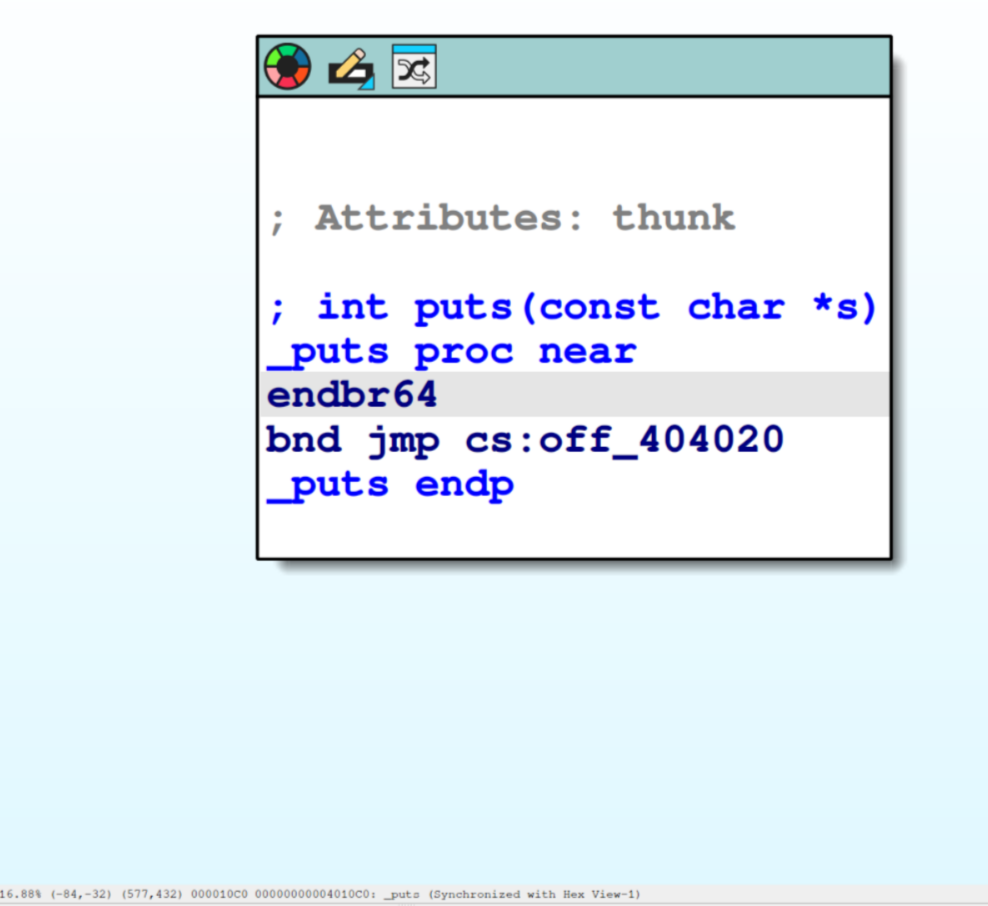 ; Attributes: thunk
; int puts(const char *s)
_puts proc near
endbr64
bnd jmp cs:off_404020
_puts endp
16.88% (-84,-32) (577,432) 000010C0 00000000004010C0: _puts (Synchronized with Hex View-1)